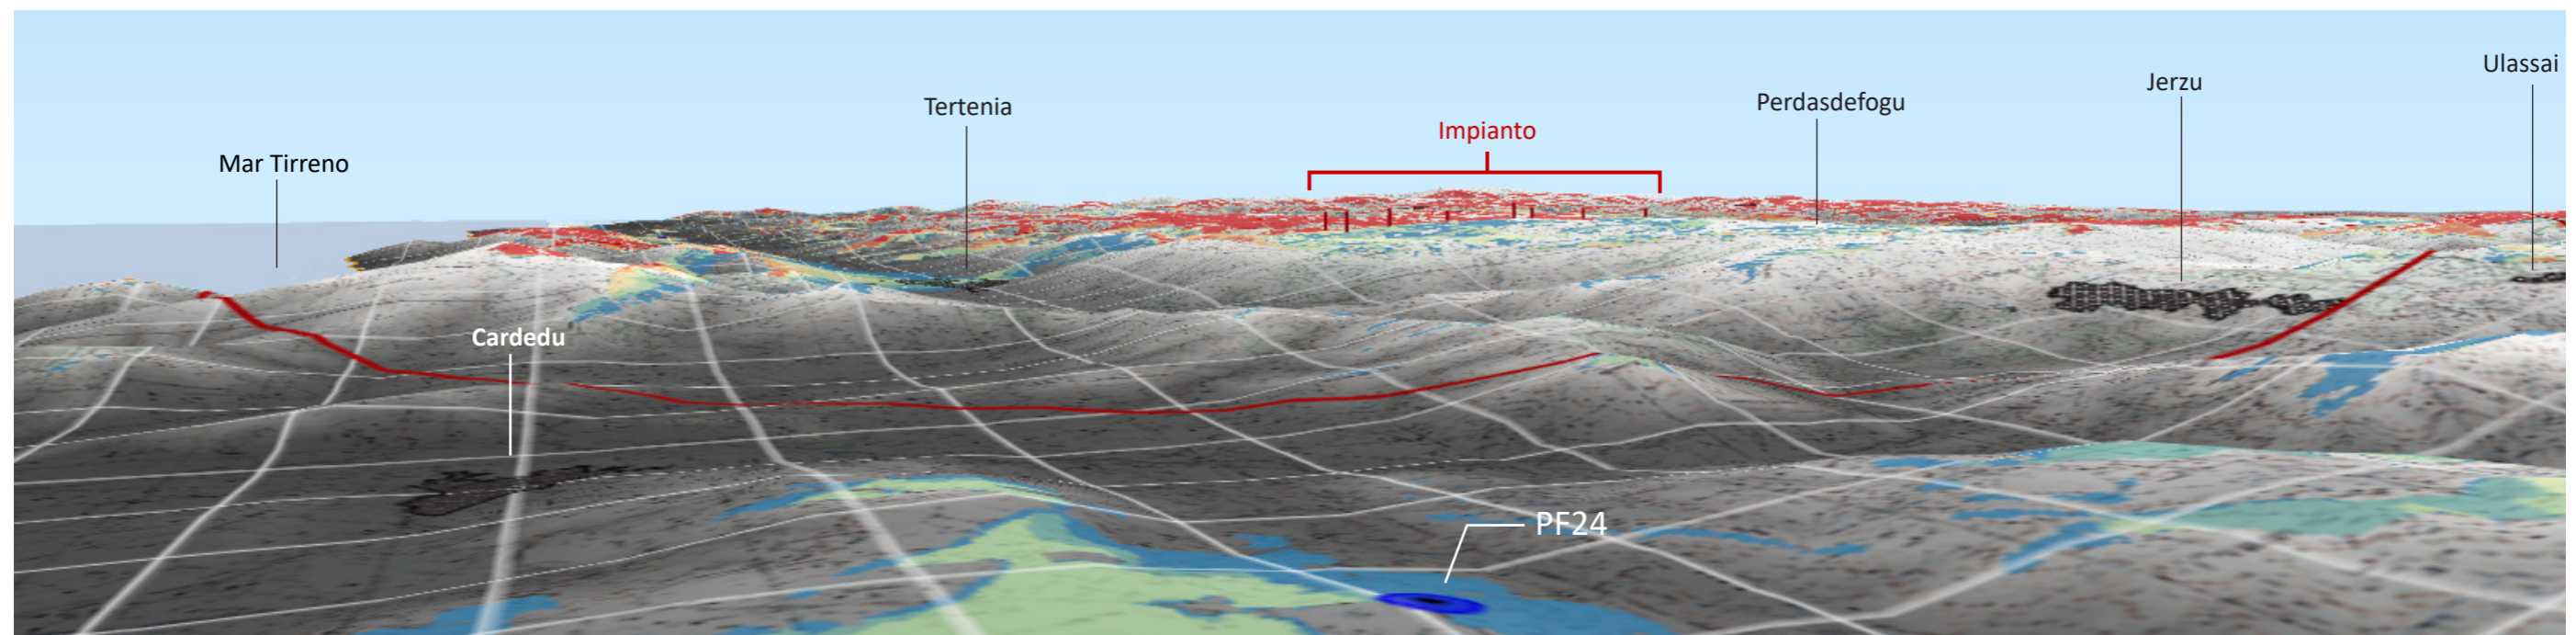 Mar Tirreno
Cardedu
Tertenia
Impianto
Perdasdefogu
Jerzu
Ulassai
PF24